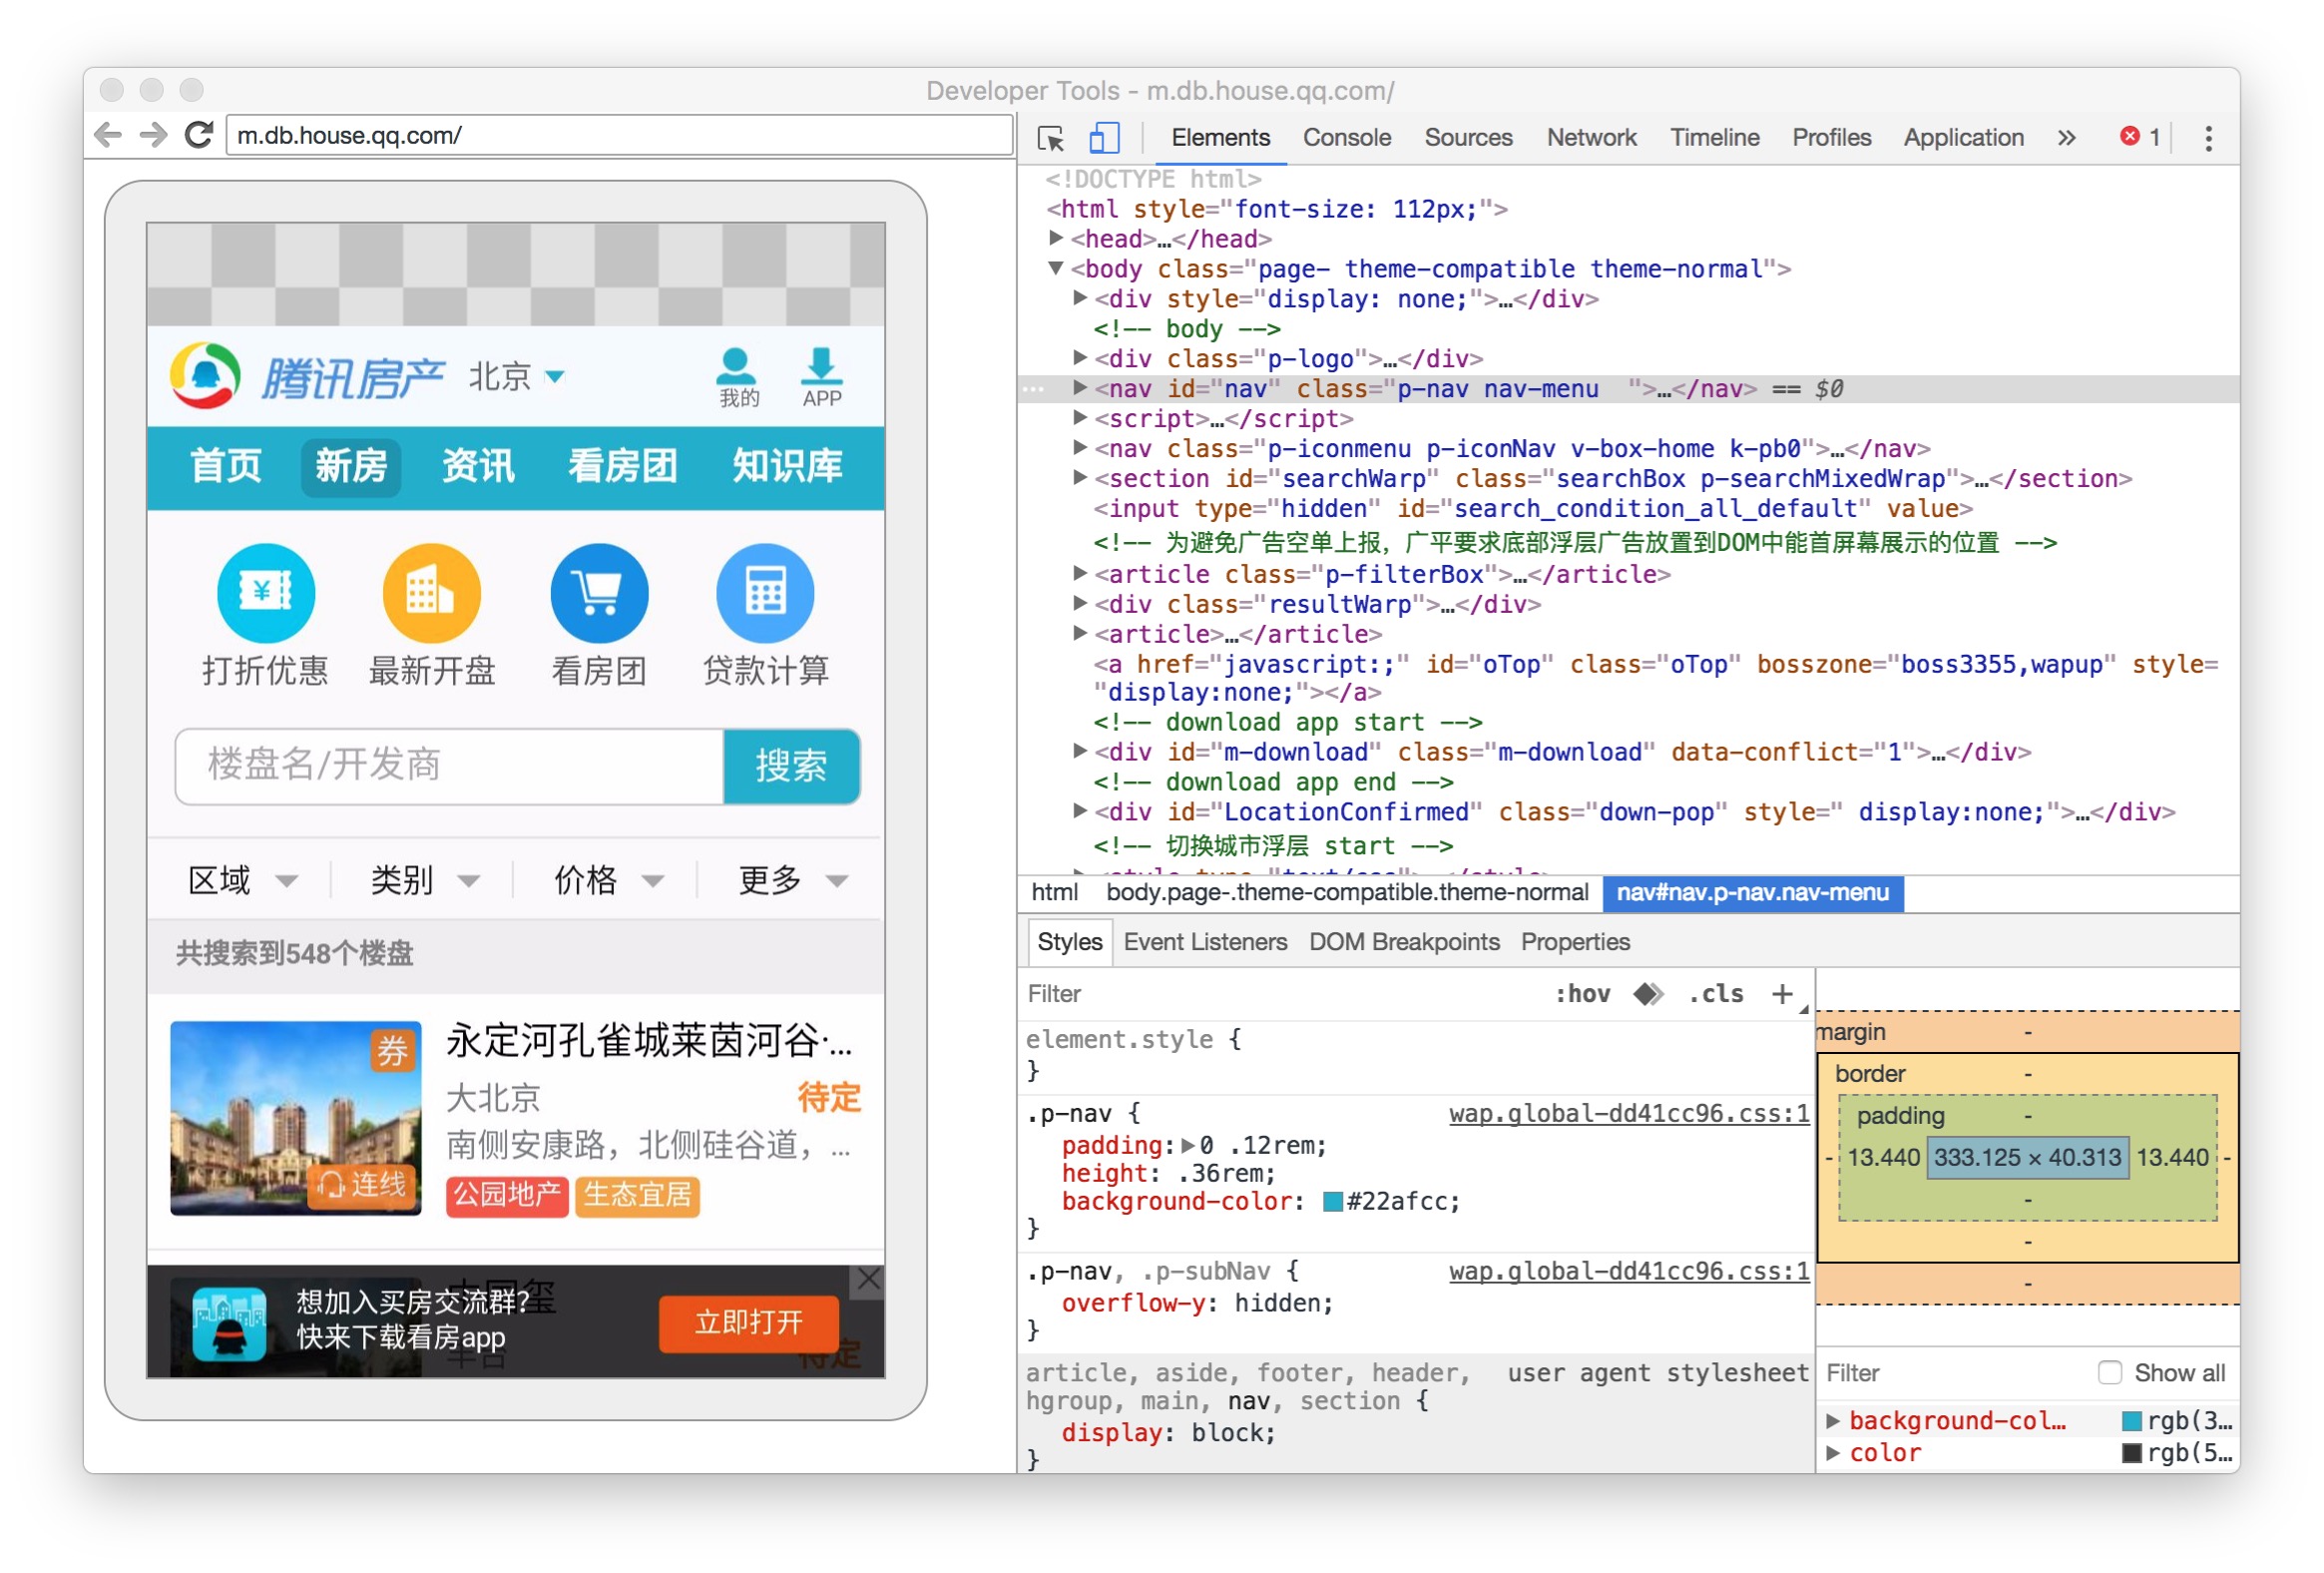 Developer Tools - m.db.house.qq.com/
m.db.house.qq.com/
腾讯房产 北京 我的 APP
首页 新房 资讯 看房团 知识库
¥
打折优惠 最新开盘 看房团 贷款计算
楼盘名/开发商 搜索
区域 类别 价格 更多
共搜索到548个楼盘
券
永定河孔雀城莱茵河谷·...
大北京 待定
南侧安康路，北侧硅谷道，...
连线
公园地产 生态宜居
想加入买房交流群?
快来下载看房app
立即打开
丰台 待定
Elements Console Sources Network Timeline Profiles Application » 1
<!DOCTYPE html>
<html style="font-size: 112px;">
<head>…</head>
<body class="page- theme-compatible theme-normal">
<div style="display: none;">…</div>
<!-- body -->
<div class="p-logo">…</div>
<nav id="nav" class="p-nav nav-menu  ">…</nav> == $0
<script>…</script>
<nav class="p-iconmenu p-iconNav v-box-home k-pb0">…</nav>
<section id="searchWarp" class="searchBox p-searchMixedWrap">…</section>
<input type="hidden" id="search_condition_all_default" value>
<!-- 为避免广告空单上报，广平要求底部浮层广告放置到DOM中能首屏幕展示的位置 -->
<article class="p-filterBox">…</article>
<div class="resultWarp">…</div>
<article>…</article>
<a href="javascript:;" id="oTop" class="oTop" bosszone="boss3355,wapup" style=
"display:none;"></a>
<!-- download app start -->
<div id="m-download" class="m-download" data-conflict="1">…</div>
<!-- download app end -->
<div id="LocationConfirmed" class="down-pop" style=" display:none;">…</div>
<!-- 切换城市浮层 start -->
<style type="text/css">…</style>
html body.page-.theme-compatible.theme-normal nav#nav.p-nav.nav-menu
Styles Event Listeners DOM Breakpoints Properties
Filter :hov .cls +
element.style {
}
.p-nav { wap.global-dd41cc96.css:1
padding: 0 .12rem;
height: .36rem;
background-color: #22afcc;
}
.p-nav, .p-subNav { wap.global-dd41cc96.css:1
overflow-y: hidden;
}
article, aside, footer, header, user agent stylesheet
hgroup, main, nav, section {
display: block;
}
margin -
border -
padding -
- 13.440 333.125 × 40.313 13.440 -
-
-
-
Filter Show all
background-col… rgb(3…
color rgb(5…